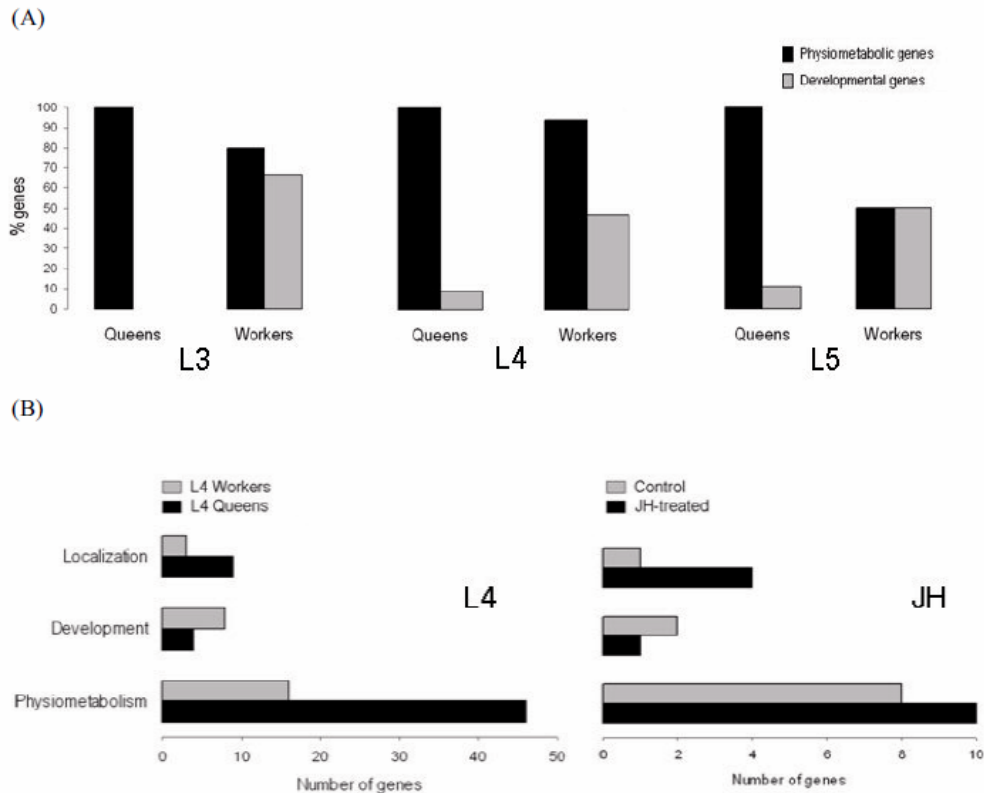 (A)
Physiometabolic genes
Developmental genes
% genes
100
90
80
70
60
50
40
30
20
10
0
Queens Workers Queens Workers Queens Workers
L3 L4 L5
(B)
L4 Workers
L4 Queens
Control
JH-treated
Localization
Development
Physiometabolism
L4
JH
0 10 20 30 40 50
Number of genes
0 2 4 6 8 10
Number of genes